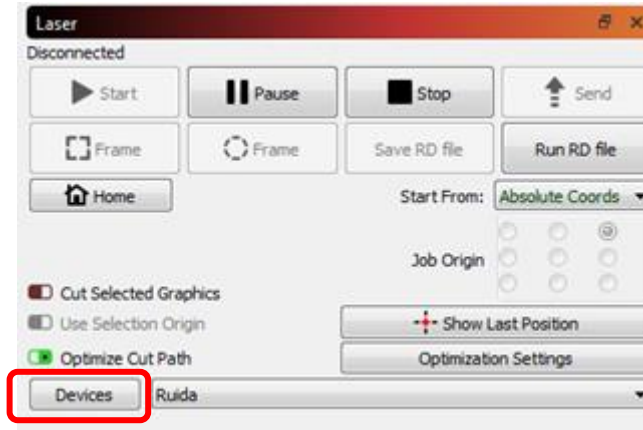 Laser
Disconnected
Start Pause Stop Send
Frame Frame Save RD file Run RD file
Home Start From: Absolute Coords
Job Origin
Cut Selected Graphics
Use Selection Origin Show Last Position
Optimize Cut Path Optimization Settings
Devices Ruida